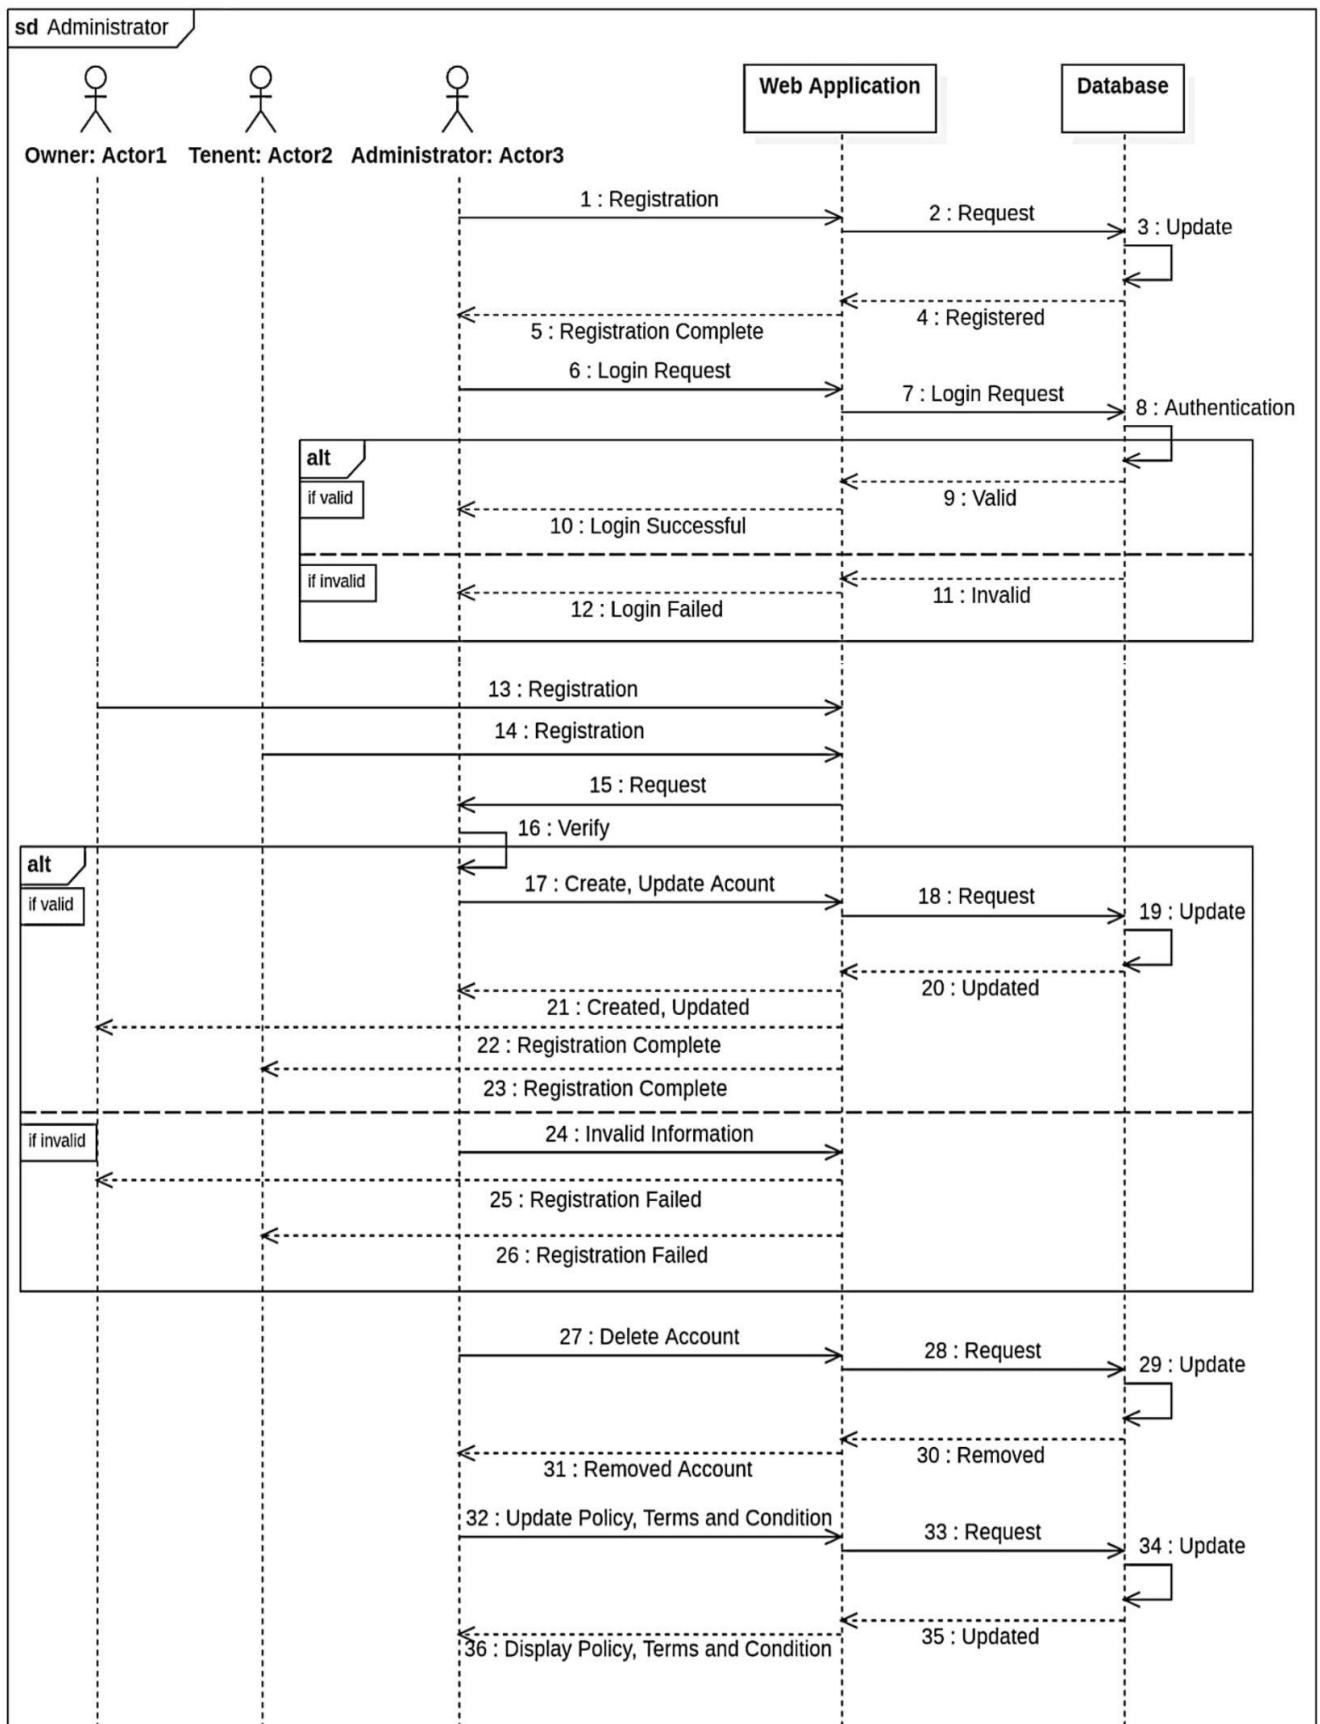 sd Administrator
Web Application
Database
Owner: Actor1
Tenent: Actor2
Administrator: Actor3
1 : Registration
2 : Request
3 : Update
4 : Registered
5 : Registration Complete
6 : Login Request
7 : Login Request
8 : Authentication
alt
if valid
9 : Valid
10 : Login Successful
if invalid
11 : Invalid
12 : Login Failed
13 : Registration
14 : Registration
15 : Request
16 : Verify
alt
if valid
17 : Create, Update Acount
18 : Request
19 : Update
20 : Updated
21 : Created, Updated
22 : Registration Complete
23 : Registration Complete
if invalid
24 : Invalid Information
25 : Registration Failed
26 : Registration Failed
27 : Delete Account
28 : Request
29 : Update
30 : Removed
31 : Removed Account
32 : Update Policy, Terms and Condition
33 : Request
34 : Update
35 : Updated
36 : Display Policy, Terms and Condition